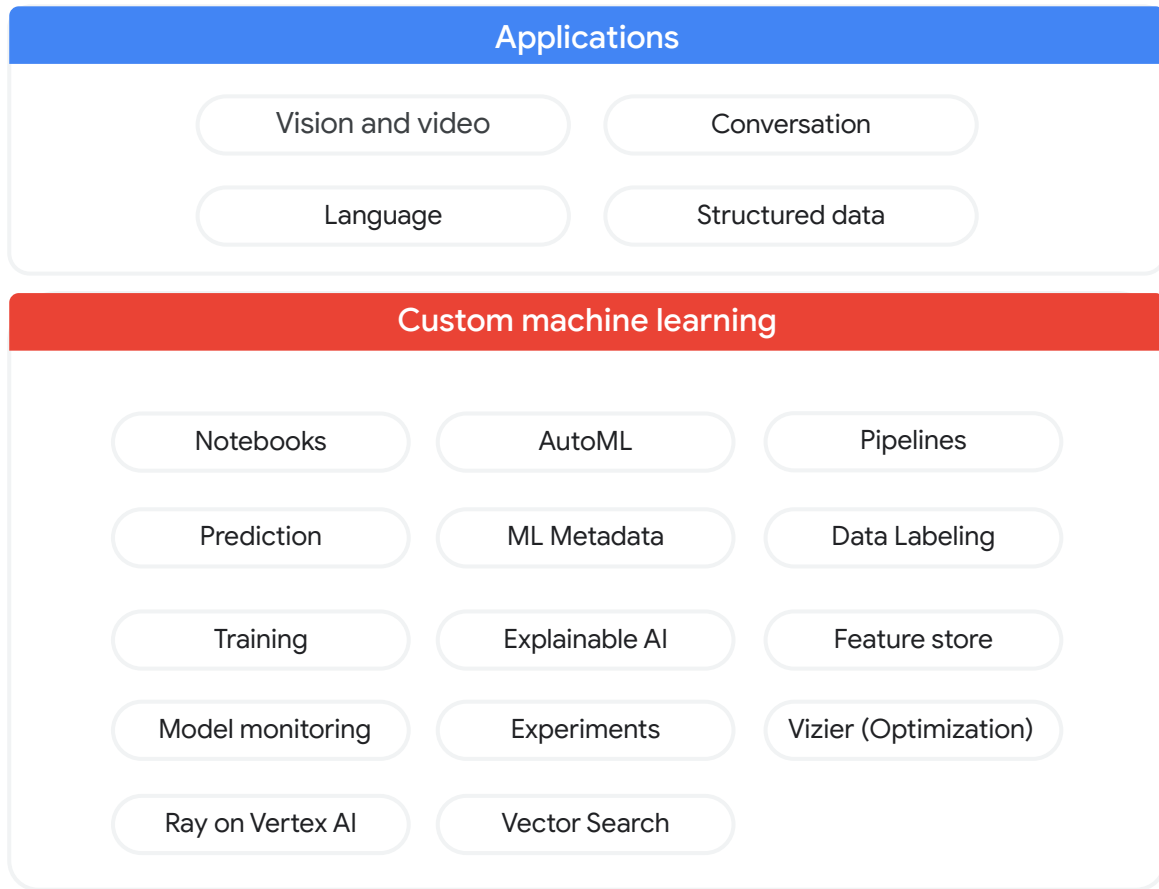 Applications
Vision and video
Conversation
Language
Structured data
Custom machine learning
Notebooks
AutoML
Pipelines
Prediction
ML Metadata
Data Labeling
Training
Explainable AI
Feature store
Model monitoring
Experiments
Vizier (Optimization)
Ray on Vertex AI
Vector Search